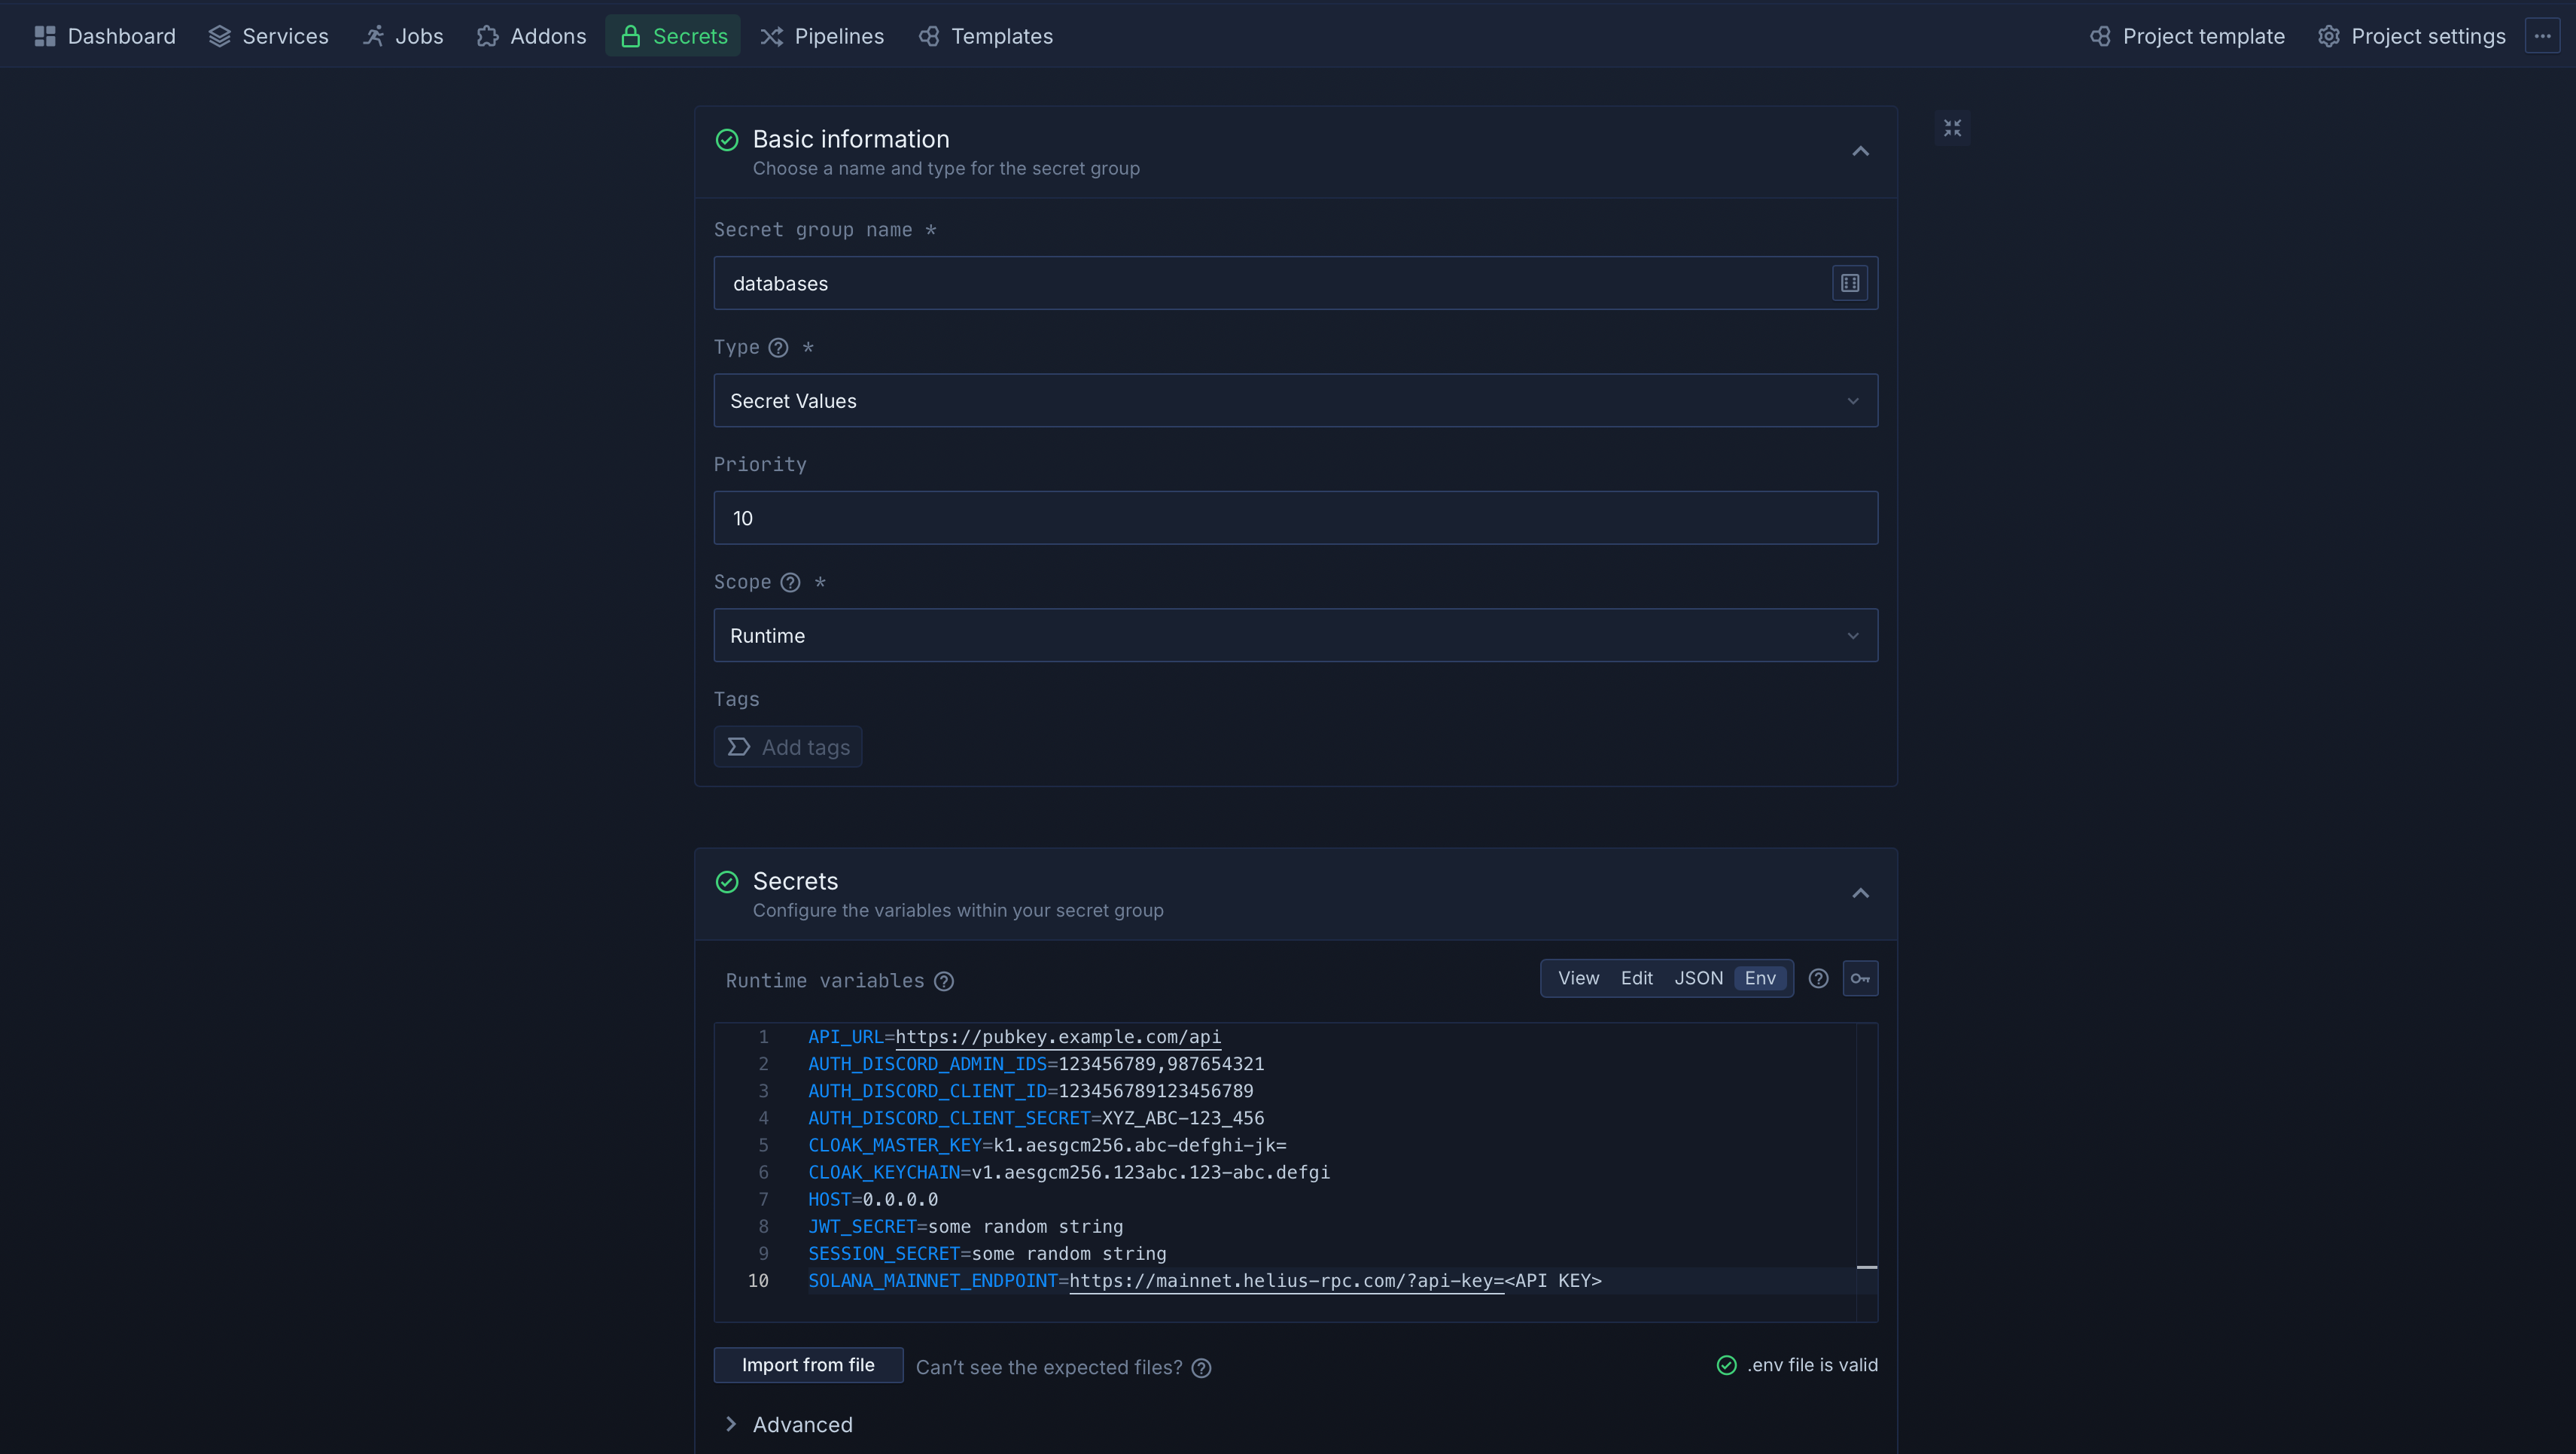 Dashboard Services Jobs Addons Secrets Pipelines Templates Project template Project settings
Basic information
Choose a name and type for the secret group
Secret group name *
databases
Type *
Secret Values
Priority
10
Scope *
Runtime
Tags
Add tags
Secrets
Configure the variables within your secret group
Runtime variables View Edit JSON Env
1 API_URL=https://pubkey.example.com/api
2 AUTH_DISCORD_ADMIN_IDS=123456789,987654321
3 AUTH_DISCORD_CLIENT_ID=123456789123456789
4 AUTH_DISCORD_CLIENT_SECRET=XYZ_ABC-123_456
5 CLOAK_MASTER_KEY=k1.aesgcm256.abc-defghi-jk=
6 CLOAK_KEYCHAIN=v1.aesgcm256.123abc.123-abc.defgi
7 HOST=0.0.0.0
8 JWT_SECRET=some random string
9 SESSION_SECRET=some random string
10 SOLANA_MAINNET_ENDPOINT=https://mainnet.helius-rpc.com/?api-key=<API KEY>
Import from file Can't see the expected files? .env file is valid
Advanced